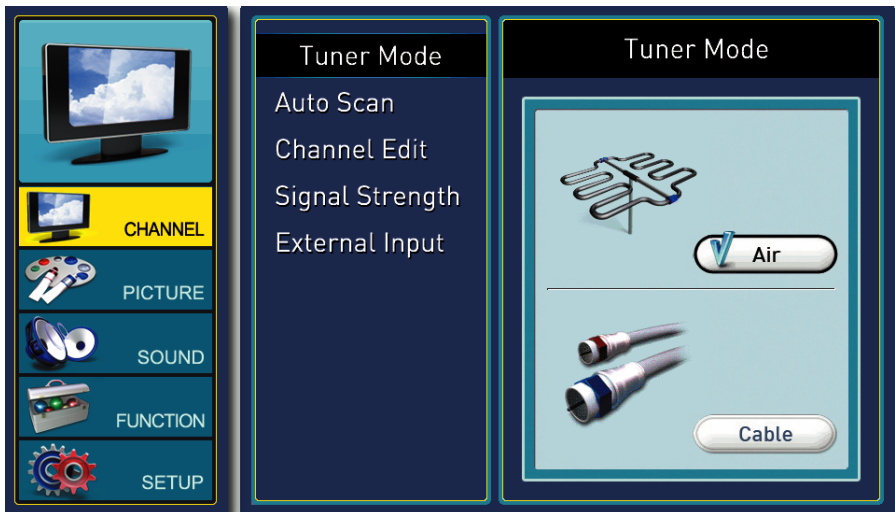 CHANNEL
PICTURE
SOUND
FUNCTION
SETUP
Tuner Mode
Auto Scan
Channel Edit
Signal Strength
External Input
Tuner Mode
Air
Cable